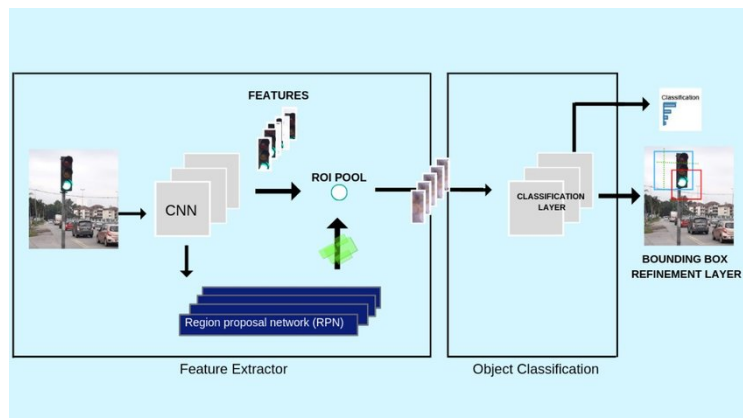 FEATURES
Classification
ROI POOL
CNN
CLASSIFICATION
LAYER
BOUNDING BOX
REFINEMENT LAYER
Region proposal network (RPN)
Feature Extractor
Object Classification